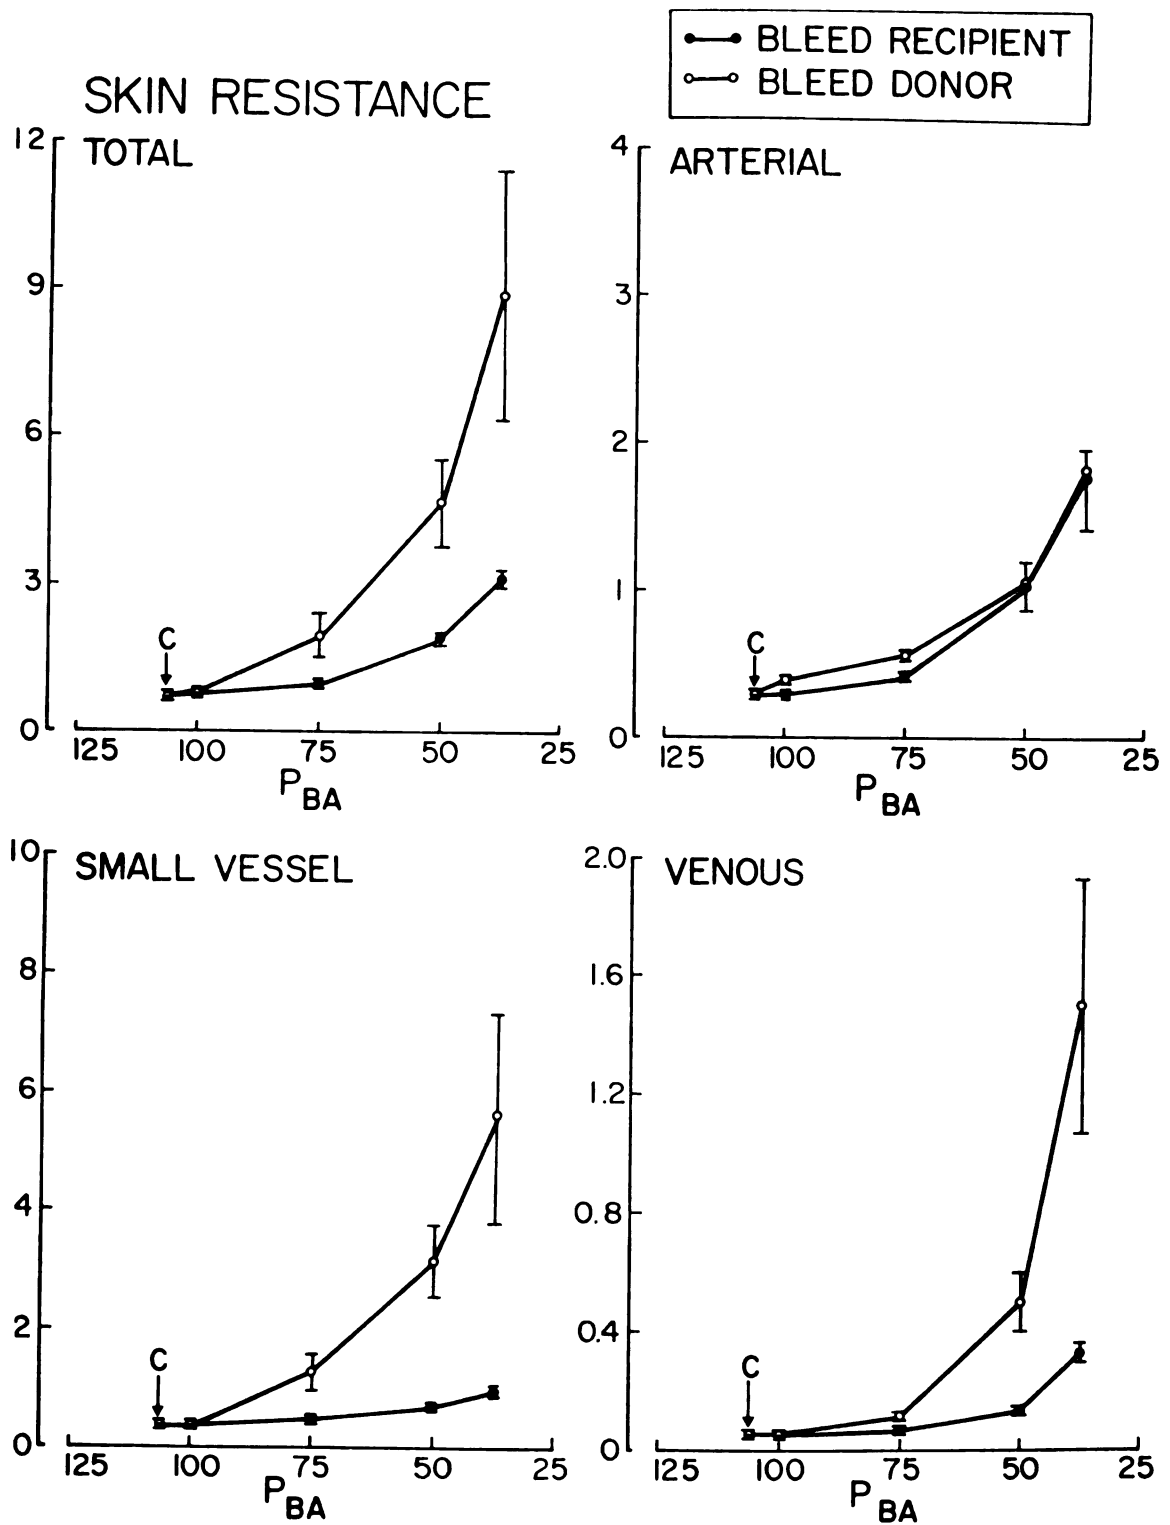 BLEED RECIPIENT
BLEED DONOR
SKIN RESISTANCE
TOTAL
12
9
6
3
0
C
125 100 75 50 25
PBA
ARTERIAL
4
3
2
1
0
C
125 100 75 50 25
PBA
SMALL VESSEL
10
8
6
4
2
0
C
125 100 75 50 25
PBA
VENOUS
2.0
1.6
1.2
0.8
0.4
0
C
125 100 75 50 25
PBA